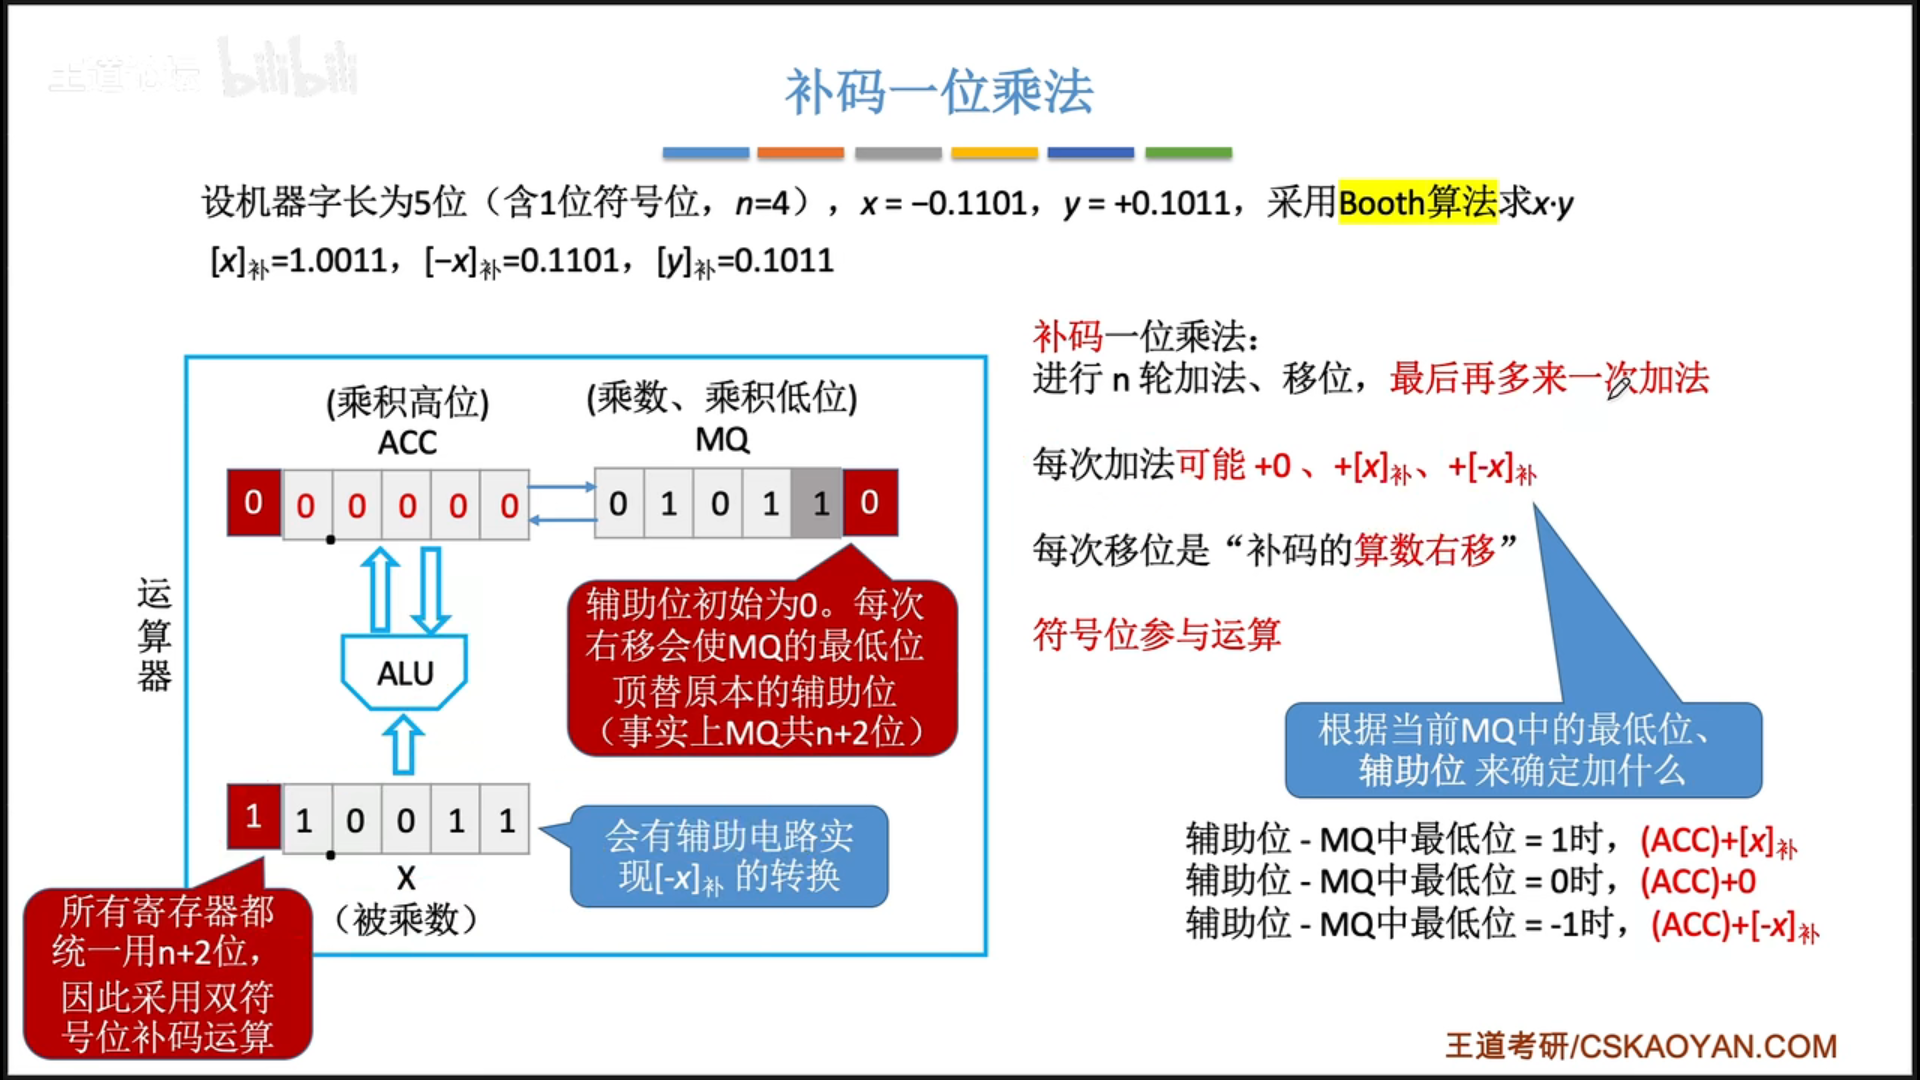 王道论坛 bilibili
补码一位乘法
设机器字长为5位（含1位符号位，n=4），x = −0.1101，y = +0.1011，采用Booth算法求x·y
[x]补=1.0011，[−x]补=0.1101，[y]补=0.1011
补码一位乘法：
进行 n 轮加法、移位，最后再多来一次加法
每次加法可能 +0 、+[x]补、+[-x]补
每次移位是“补码的算数右移”
符号位参与运算
根据当前MQ中的最低位、
辅助位 来确定加什么
辅助位 - MQ中最低位 = 1时，(ACC)+[x]补
辅助位 - MQ中最低位 = 0时，(ACC)+0
辅助位 - MQ中最低位 = -1时，(ACC)+[-x]补
运算器
(乘积高位)
ACC
(乘数、乘积低位)
MQ
0 0 0 0 0 0
0 1 0 1 1 0
辅助位初始为0。每次
右移会使MQ的最低位
顶替原本的辅助位
（事实上MQ共n+2位）
ALU
1 1 0 0 1 1
X
（被乘数）
会有辅助电路实
现[-x]补 的转换
所有寄存器都
统一用n+2位，
因此采用双符
号位补码运算
王道考研/CSKAOYAN.COM